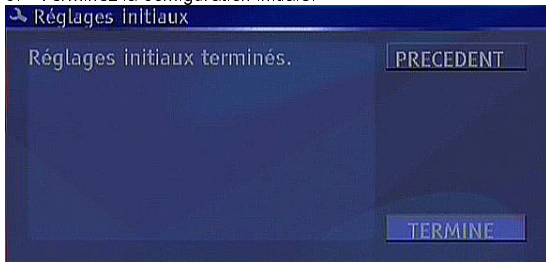 Réglages initiaux
Réglages initiaux terminés.
PRECEDENT
TERMINE